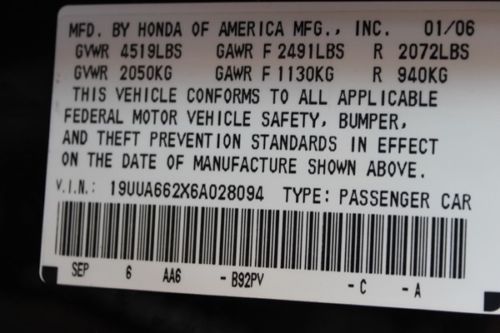 MFD. BY HONDA OF AMERICA MFG., INC. 01/06
GVWR 4519LBS GAWR F 2491LBS R 2072LBS
GVWR 2050KG GAWR F 1130KG R 940KG
THIS VEHICLE CONFORMS TO ALL APPLICABLE
FEDERAL MOTOR VEHICLE SAFETY, BUMPER,
AND THEFT PREVENTION STANDARDS IN EFFECT
ON THE DATE OF MANUFACTURE SHOWN ABOVE.
V.I.N.: 19UUA662X6A028094 TYPE: PASSENGER CAR
SEP 6 AA6 - B92PV - C - A